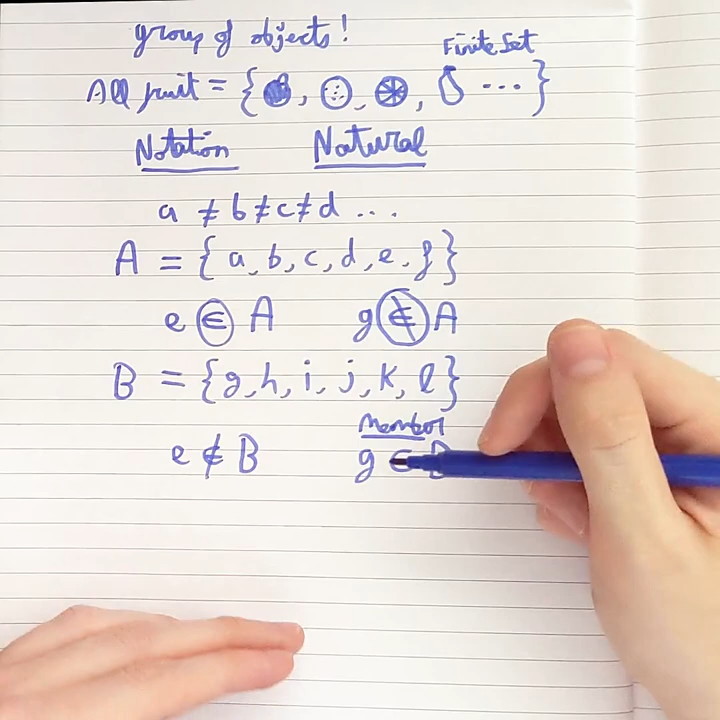 group of objects!
Finite Set
All fruit = { , , , ... }
Notation Natural
a ≠ b ≠ c ≠ d ...
A = { a, b, c, d, e, f }
e ∈ A g ∉ A
B = { g, h, i, j, k, l }
Member
e ∉ B g ∈ B